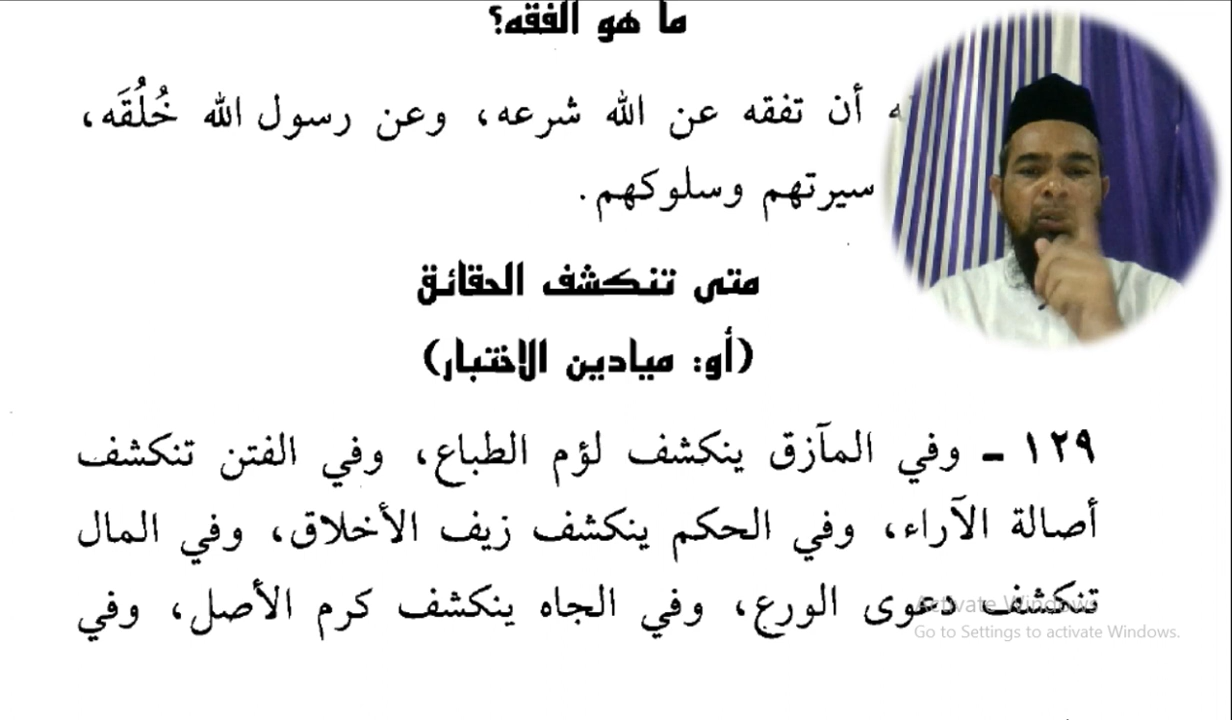 ما هو الفقه؟
أن تفقه عن الله شرعه، وعن رسول الله خُلُقَه،
سيرتهم وسلوكهم.
متى تنكشف الحقائق
(أو: ميادين الاختبار)
١٢٩ - وفي المآزق ينكشف لؤم الطباع، وفي الفتن تنكشف
أصالة الآراء، وفي الحكم ينكشف زيف الأخلاق، وفي المال
تنكشف دعوى الورع، وفي الجاه ينكشف كرم الأصل، وفي
Activate Windows
Go to Settings to activate Windows.